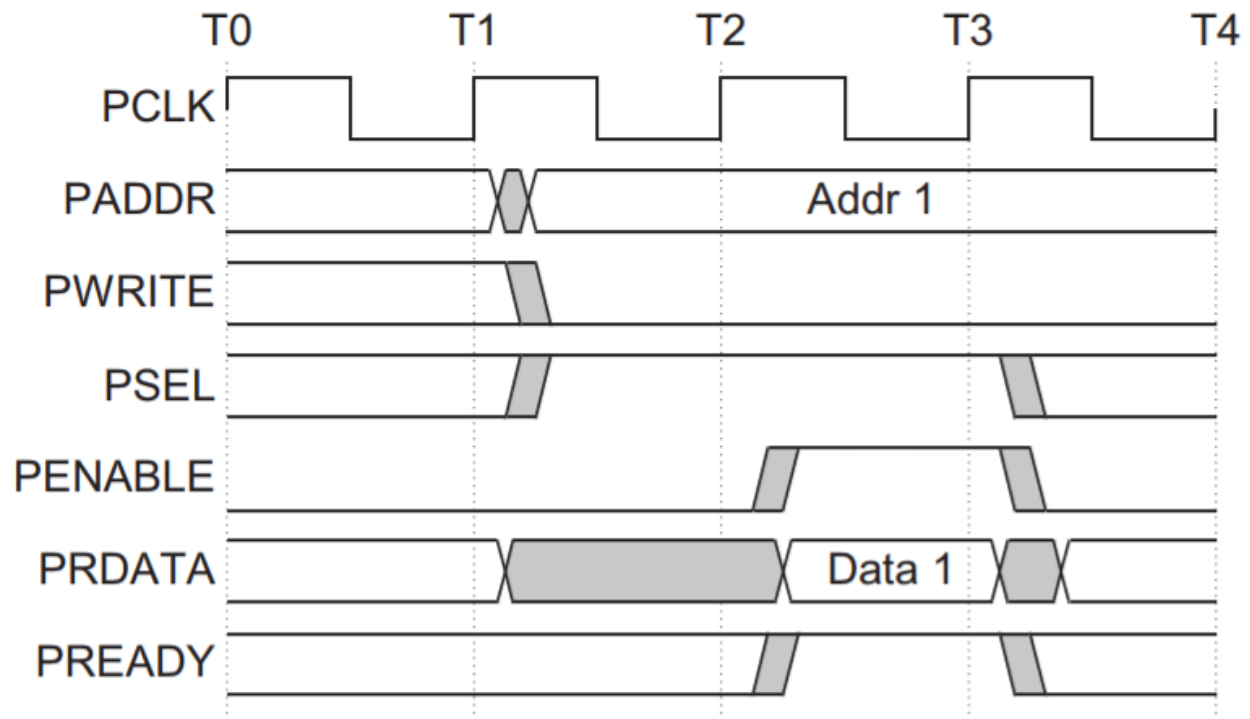 T0 T1 T2 T3 T4
PCLK
PADDR Addr 1
PWRITE
PSEL
PENABLE
PRDATA Data 1
PREADY